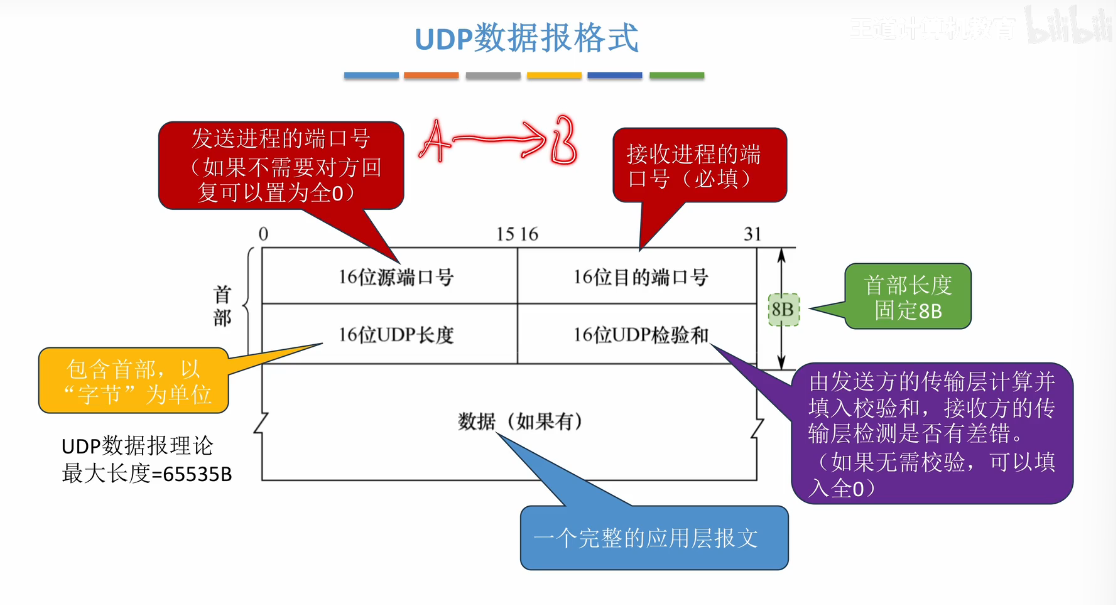 王道计算机教育 bilibili
UDP数据报格式
发送进程的端口号
（如果不需要对方回
复可以置为全0）
A → B
接收进程的端
口号（必填）
0 15 16 31
16位源端口号 16位目的端口号
首
部
8B
首部长度
固定8B
16位UDP长度 16位UDP检验和
包含首部，以
“字节”为单位
由发送方的传输层计算并
填入校验和，接收方的传
输层检测是否有差错。
（如果无需校验，可以填
入全0）
数据（如果有）
UDP数据报理论
最大长度=65535B
一个完整的应用层报文